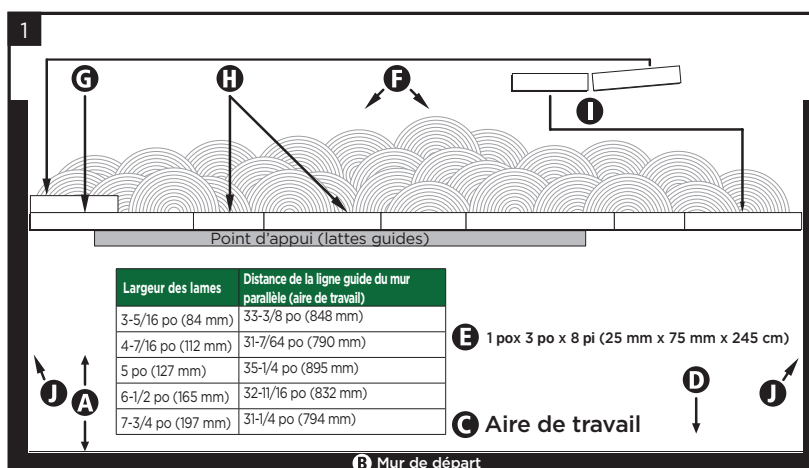 1
G
H
F
I
Point d'appui (lattes guides)
Largeur des lames
Distance de la ligne guide du mur
parallèle (aire de travail)
3-5/16 po (84 mm) 33-3/8 po (848 mm)
4-7/16 po (112 mm) 31-7/64 po (790 mm)
5 po (127 mm) 35-1/4 po (895 mm)
6-1/2 po (165 mm) 32-11/16 po (832 mm)
7-3/4 po (197 mm) 31-1/4 po (794 mm)
E 1 pox 3 po x 8 pi (25 mm x 75 mm x 245 cm)
J
A
D
J
C Aire de travail
B Mur de départ